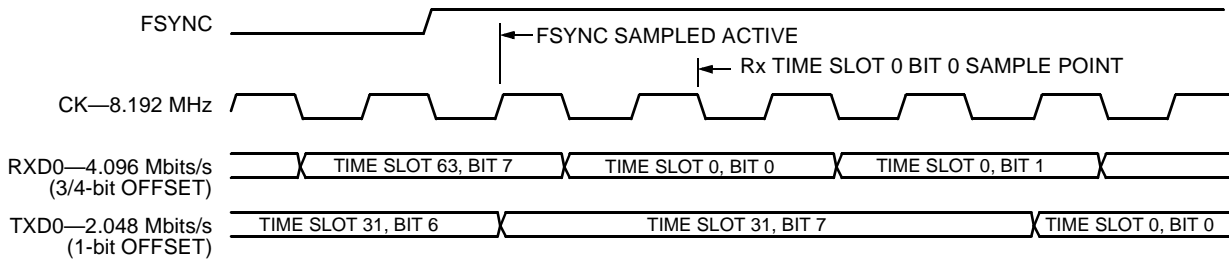 FSYNC
FSYNC SAMPLED ACTIVE
Rx TIME SLOT 0 BIT 0 SAMPLE POINT
CK—8.192 MHz
RXD0—4.096 Mbits/s
(3/4-bit OFFSET)
TIME SLOT 63, BIT 7
TIME SLOT 0, BIT 0
TIME SLOT 0, BIT 1
TXD0—2.048 Mbits/s
(1-bit OFFSET)
TIME SLOT 31, BIT 6
TIME SLOT 31, BIT 7
TIME SLOT 0, BIT 0